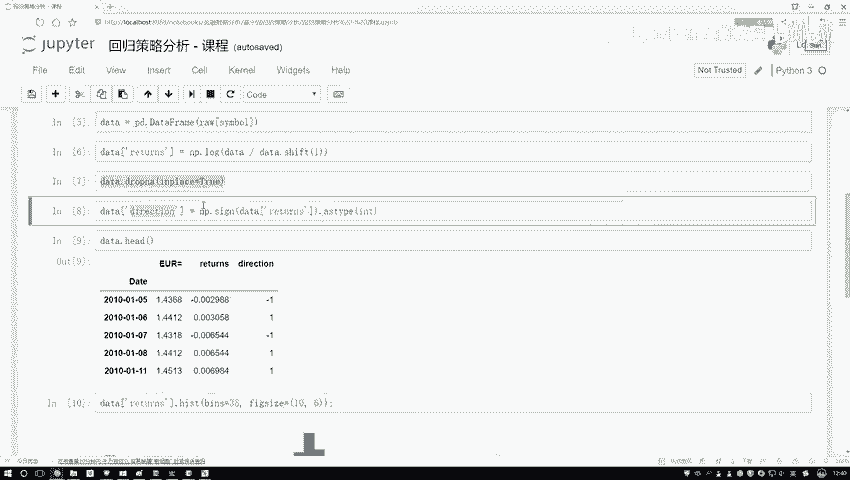 jupyter 回归策略分析 - 课程 (autosaved)
File Edit View Insert Cell Kernel Widgets Help
Not Trusted
Python 3
Code
In [5]: data = pd.DataFrame(raw[symbol])
In [6]: data['returns'] = np.log(data / data.shift(1))
In [7]: data.dropna(inplace=True)
In [8]: data['direction'] = np.sign(data['returns']).astype(int)
In [9]: data.head()
Out[9]:
EUR= returns direction
Date
2010-01-05 1.4368 -0.002988 -1
2010-01-06 1.4412 0.003058 1
2010-01-07 1.4318 -0.006544 -1
2010-01-08 1.4412 0.006544 1
2010-01-11 1.4513 0.006984 1
In [10]: data['returns'].hist(bins=35, figsize=(10, 6));
12:40